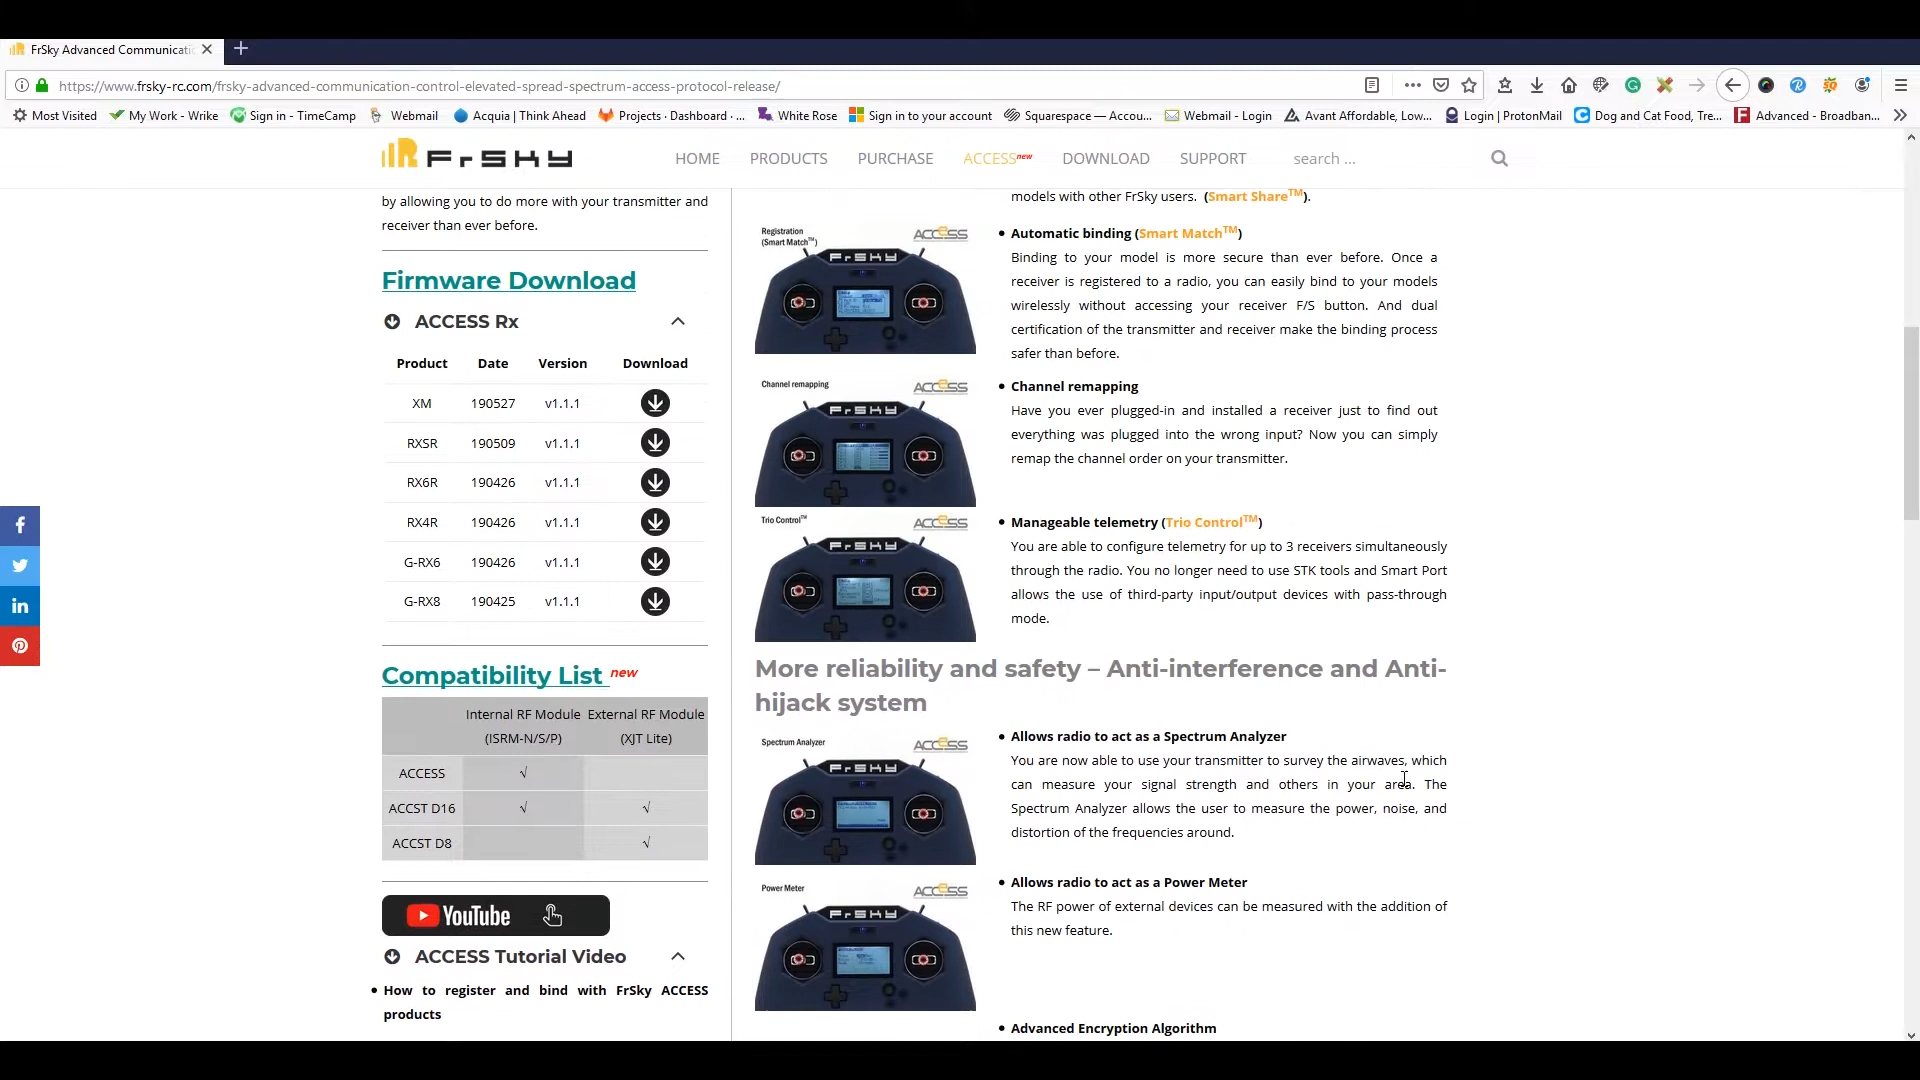 FrSky Advanced Communicati
https://www.frsky-rc.com/frsky-advanced-communication-control-elevated-spread-spectrum-access-protocol-release/
Most Visited My Work - Wrike Sign in - TimeCamp Webmail Acquia | Think Ahead Projects · Dashboard · ... White Rose Sign in to your account Squarespace — Accou... Webmail - Login Avant Affordable, Low... Login | ProtonMail Dog and Cat Food, Tre... Advanced - Broadban...
FrSKY HOME PRODUCTS PURCHASE ACCESSnew DOWNLOAD SUPPORT search ...
by allowing you to do more with your transmitter and
receiver than ever before.
Firmware Download
ACCESS Rx
Product Date Version Download
XM 190527 v1.1.1
RXSR 190509 v1.1.1
RX6R 190426 v1.1.1
RX4R 190426 v1.1.1
G-RX6 190426 v1.1.1
G-RX8 190425 v1.1.1
Compatibility List new
Internal RF Module External RF Module
(ISRM-N/S/P) (XJT Lite)
ACCESS √
ACCST D16 √ √
ACCST D8 √
YouTube
ACCESS Tutorial Video
• How to register and bind with FrSky ACCESS
products
models with other FrSky users. (Smart Share™).
Registration
(Smart Match™)
ACCESS
FrSKY
• Automatic binding (Smart Match™)
Binding to your model is more secure than ever before. Once a
receiver is registered to a radio, you can easily bind to your models
wirelessly without accessing your receiver F/S button. And dual
certification of the transmitter and receiver make the binding process
safer than before.
Channel remapping
ACCESS
FrSKY
• Channel remapping
Have you ever plugged-in and installed a receiver just to find out
everything was plugged into the wrong input? Now you can simply
remap the channel order on your transmitter.
Trio Control™
ACCESS
FrSKY
• Manageable telemetry (Trio Control™)
You are able to configure telemetry for up to 3 receivers simultaneously
through the radio. You no longer need to use STK tools and Smart Port
allows the use of third-party input/output devices with pass-through
mode.
More reliability and safety – Anti-interference and Anti-
hijack system
Spectrum Analyzer
ACCESS
FrSKY
• Allows radio to act as a Spectrum Analyzer
You are now able to use your transmitter to survey the airwaves, which
can measure your signal strength and others in your area. The
Spectrum Analyzer allows the user to measure the power, noise, and
distortion of the frequencies around.
Power Meter
ACCESS
FrSKY
• Allows radio to act as a Power Meter
The RF power of external devices can be measured with the addition of
this new feature.
• Advanced Encryption Algorithm